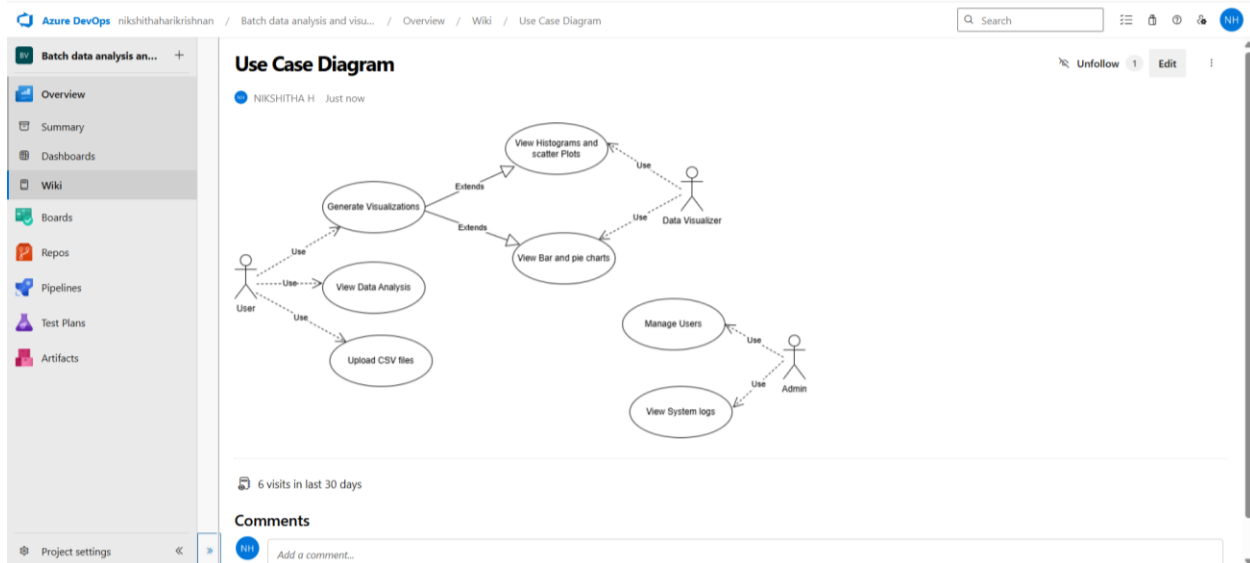 Azure DevOps nikshithaharikrishnan / Batch data analysis and visu... / Overview / Wiki / Use Case Diagram
Search
NH
BV Batch data analysis an... +
Overview
Summary
Dashboards
Wiki
Boards
Repos
Pipelines
Test Plans
Artifacts
Project settings
Use Case Diagram
Unfollow 1 Edit
NIKSHITHA H Just now
View Histograms and
scatter Plots
Use
Extends
Generate Visualizations
Data Visualizer
Use
Extends
Use
View Bar and pie charts
User
Use
View Data Analysis
Use
Upload CSV files
Manage Users
Use
Use
Admin
View System logs
6 visits in last 30 days
Comments
NH
Add a comment...